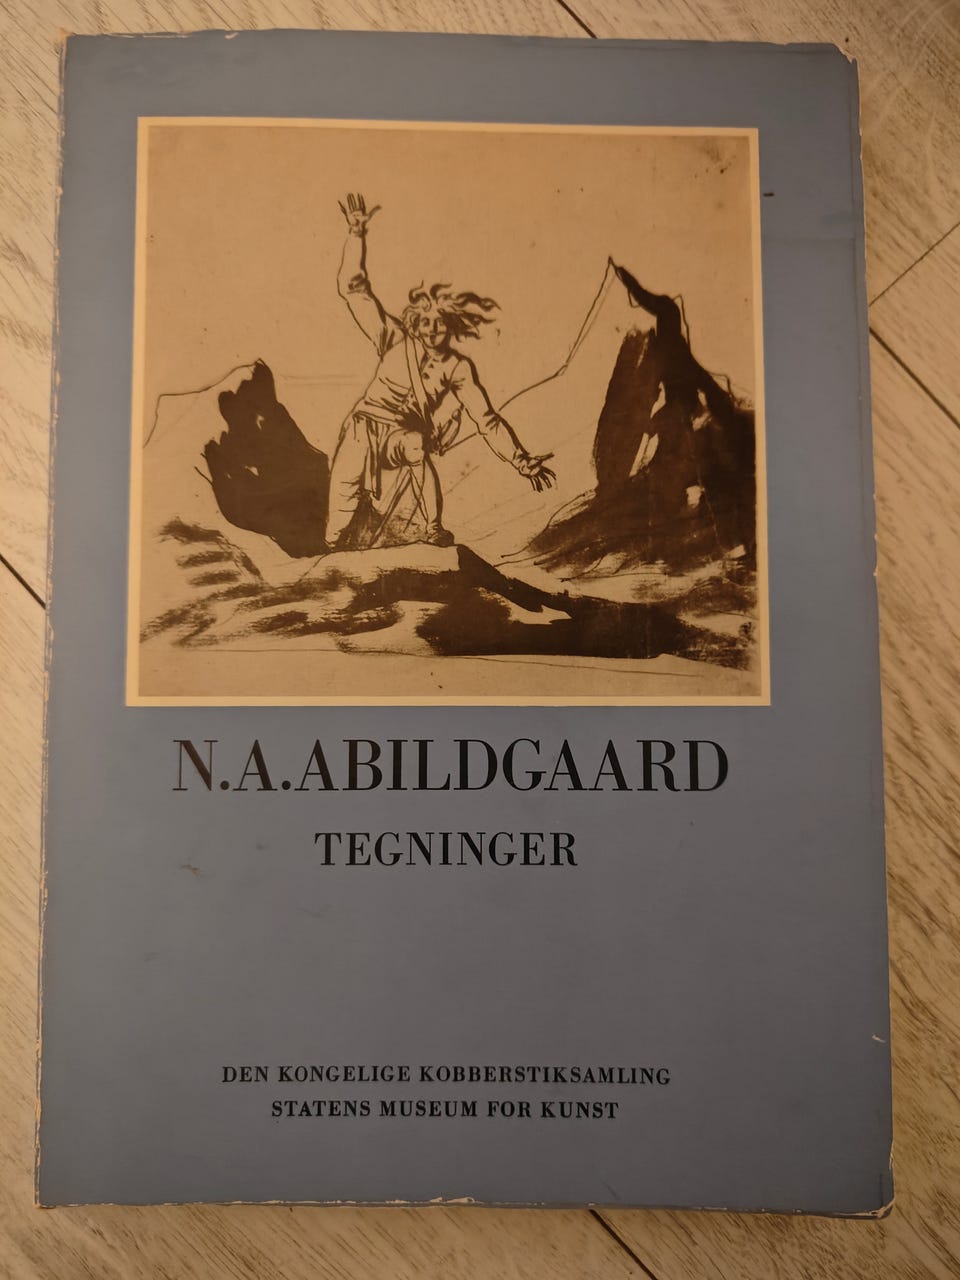 N.A.ABILDGAARD
TEGNINGER
DEN KONGELIGE KOBBERSTIKSAMLING
STATENS MUSEUM FOR KUNST